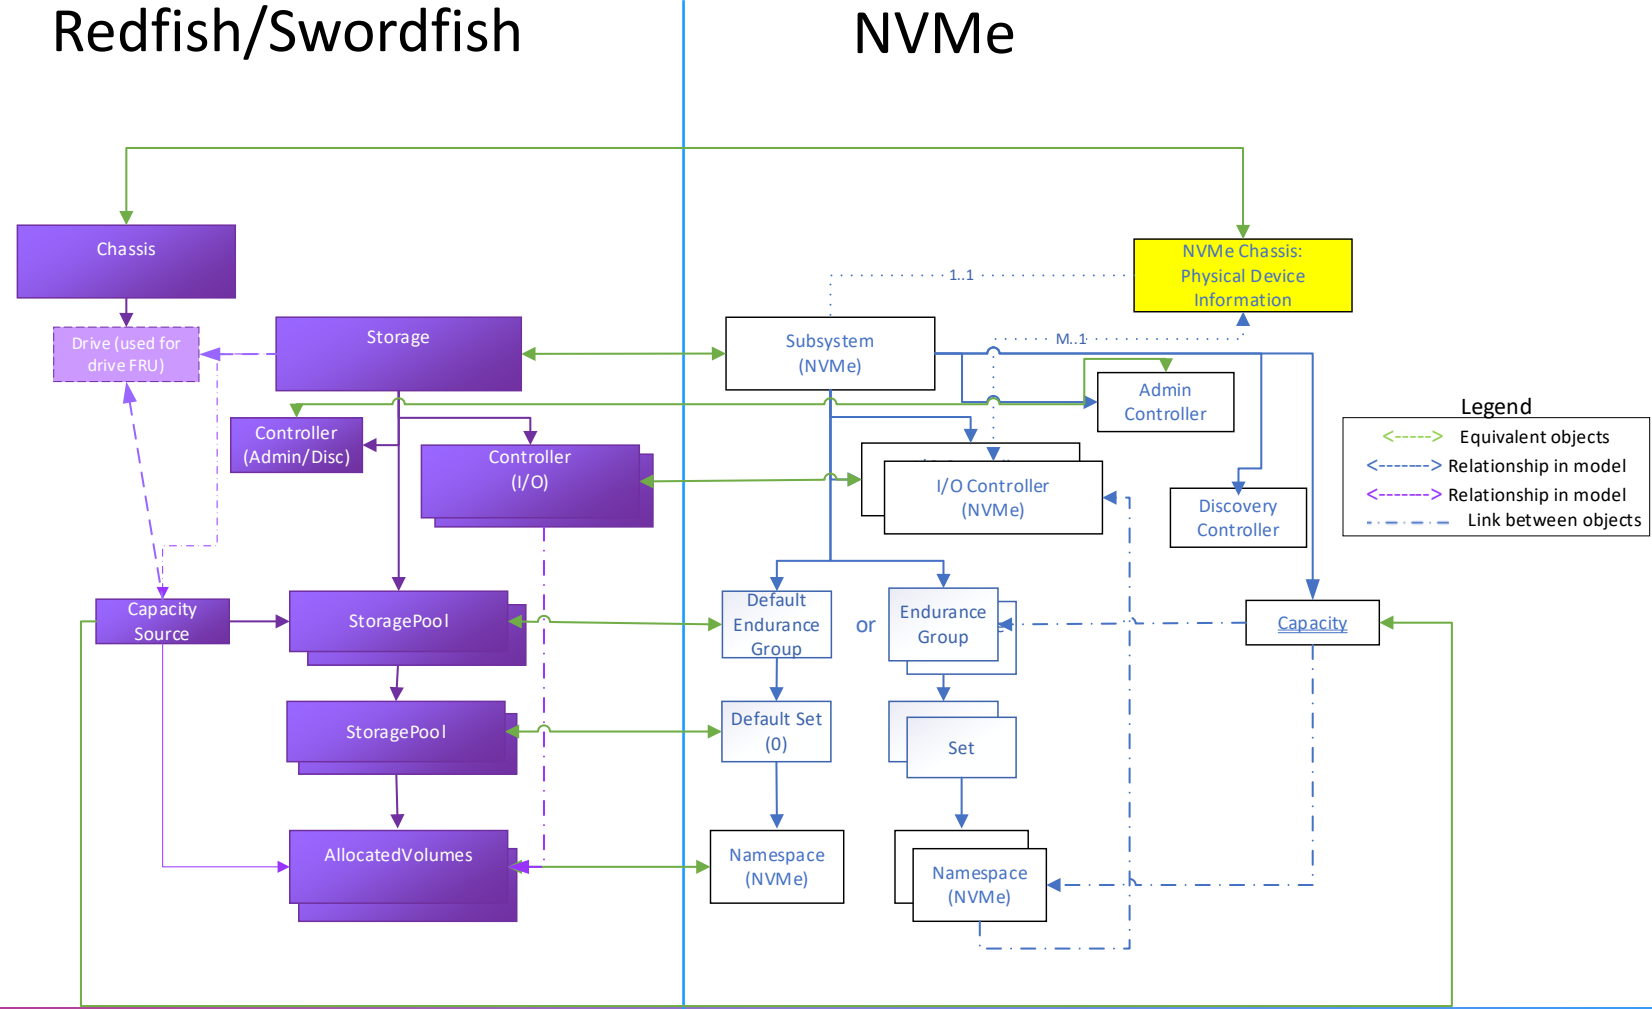 Redfish/Swordfish
NVMe
Chassis
NVMe Chassis:
Physical Device
Information
1..1
Drive (used for
drive FRU)
Storage
Subsystem
(NVMe)
M..1
Admin
Controller
Controller
(Admin/Disc)
Controller
(I/O)
I/O Controller
(NVMe)
Discovery
Controller
Legend
Equivalent objects
Relationship in model
Relationship in model
Link between objects
Capacity
Source
StoragePool
Default
Endurance
Group
or
Endurance
Group
Capacity
StoragePool
Default Set
(0)
Set
AllocatedVolumes
Namespace
(NVMe)
Namespace
(NVMe)